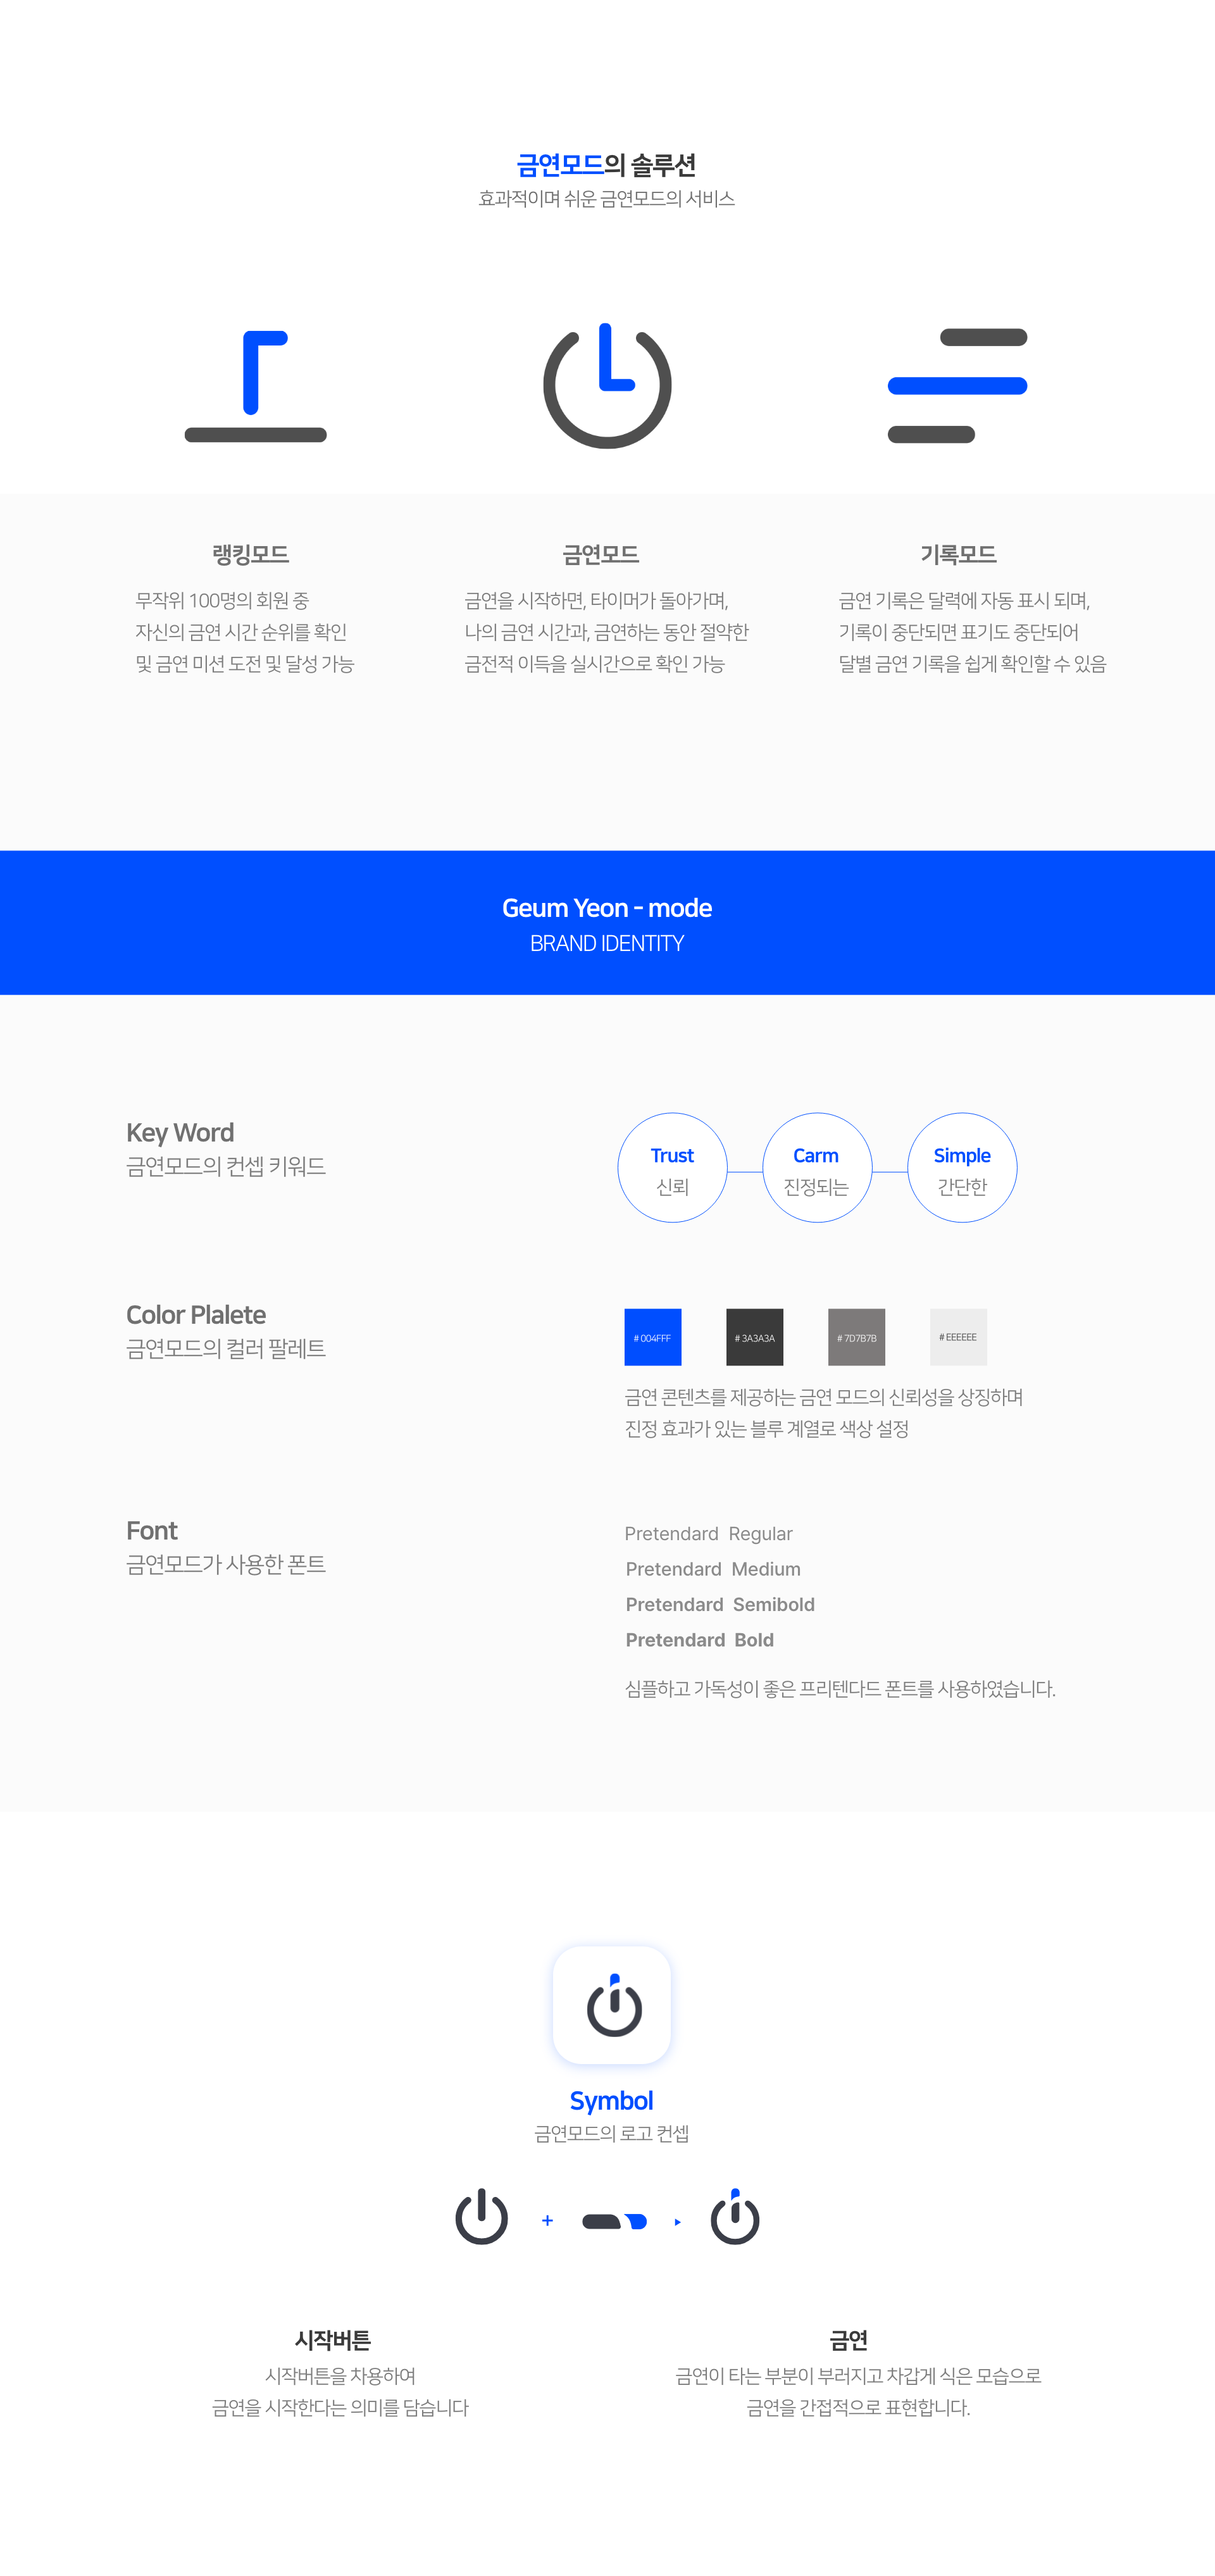 금연모드의 솔루션
효과적이며 쉬운 금연모드의 서비스
랭킹모드
무작위 100명의 회원 중
자신의 금연 시간 순위를 확인
및 금연 미션 도전 및 달성 가능
금연모드
금연을 시작하면, 타이머가 돌아가며,
나의 금연 시간과, 금연하는 동안 절약한
금전적 이득을 실시간으로 확인 가능
기록모드
금연 기록은 달력에 자동 표시 되며,
기록이 중단되면 표기도 중단되어
달별 금연 기록을 쉽게 확인할 수 있음
Geum Yeon - mode
BRAND IDENTITY
Key Word
금연모드의 컨셉 키워드
Trust
신뢰
Carm
진정되는
Simple
간단한
Color Plalete
금연모드의 컬러 팔레트
# 004FFF
# 3A3A3A
# 7D7B7B
# EEEEEE
금연 콘텐츠를 제공하는 금연 모드의 신뢰성을 상징하며
진정 효과가 있는 블루 계열로 색상 설정
Font
금연모드가 사용한 폰트
Pretendard Regular
Pretendard Medium
Pretendard Semibold
Pretendard Bold
심플하고 가독성이 좋은 프리텐다드 폰트를 사용하였습니다.
Symbol
금연모드의 로고 컨셉
+
시작버튼
시작버튼을 차용하여
금연을 시작한다는 의미를 담습니다
금연
금연이 타는 부분이 부러지고 차갑게 식은 모습으로
금연을 간접적으로 표현합니다.